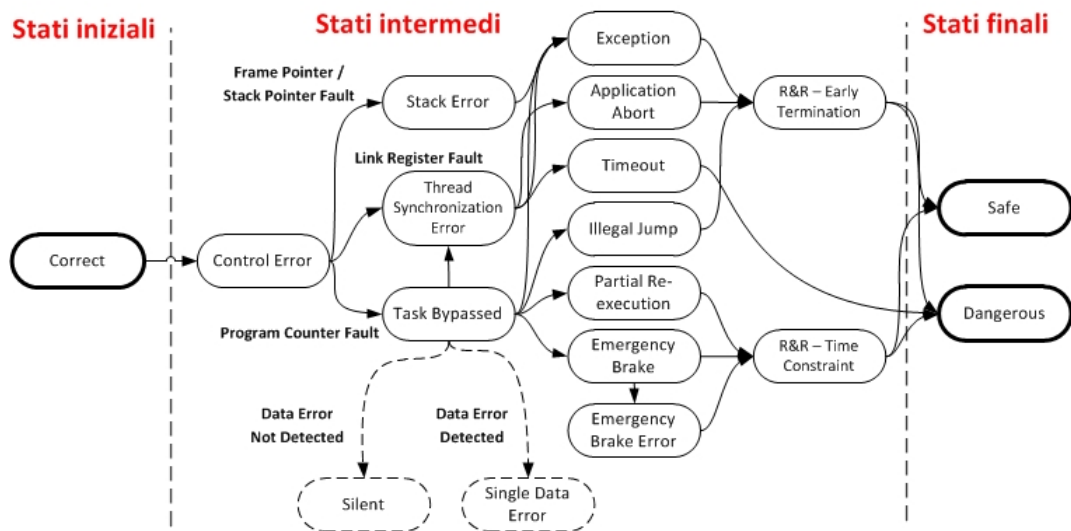 Stati iniziali
Stati intermedi
Stati finali
Frame Pointer /
Stack Pointer Fault
Link Register Fault
Program Counter Fault
Correct
Control Error
Stack Error
Thread
Synchronization
Error
Task Bypassed
Data Error
Not Detected
Data Error
Detected
Silent
Single Data
Error
Exception
Application
Abort
Timeout
Illegal Jump
Partial Re-
execution
Emergency
Brake
Emergency
Brake Error
R&R – Early
Termination
R&R – Time
Constraint
Safe
Dangerous